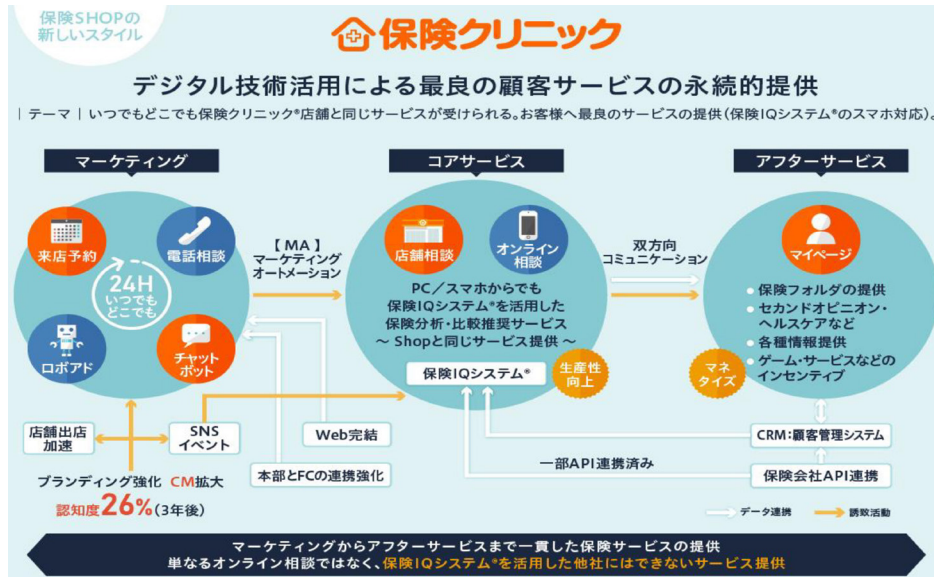 保険SHOPの
新しいスタイル
保険クリニック
デジタル技術活用による最良の顧客サービスの永続的提供
| テーマ | いつでもどこでも保険クリニック®店舗と同じサービスが受けられる。お客様へ最良のサービスの提供(保険IQシステム®のスマホ対応)。
マーケティング
来店予約
電話相談
24H
いつでも
どこでも
ロボアド
チャット
ボット
【MA】
マーケティング
オートメーション
コアサービス
店舗相談
オンライン
相談
PC/スマホからでも
保険IQシステム®を活用した
保険分析・比較推奨サービス
~ Shopと同じサービス提供 ~
保険IQシステム®
生産性
向上
双方向
コミュニケーション
アフターサービス
マイページ
● 保険フォルダの提供
● セカンドオピニオン・
ヘルスケアなど
● 各種情報提供
● ゲーム・サービスなどの
インセンティブ
マネ
タイズ
店舗出店
加速
SNS
イベント
Web完結
本部とFCの連携強化
ブランディング強化 CM拡大
認知度26%(3年後)
CRM:顧客管理システム
一部API連携済み
保険会社API連携
データ連携
誘致活動
マーケティングからアフターサービスまで一貫した保険サービスの提供
単なるオンライン相談ではなく、保険IQシステム®を活用した他社にはできないサービス提供